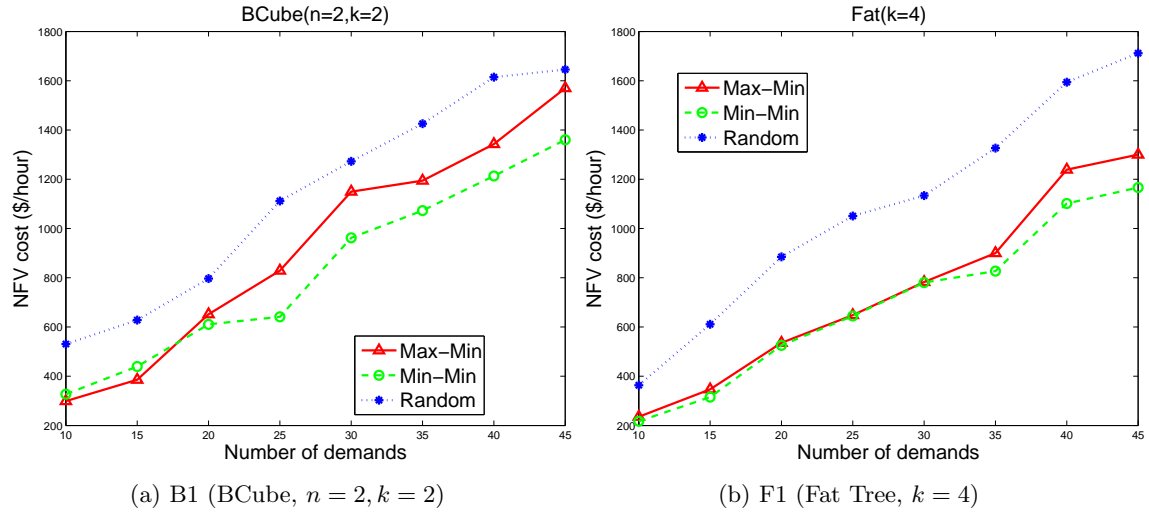 BCube(n=2,k=2)
1800
1600
1400
1200
1000
800
600
400
200
NFV cost ($/hour)
Max−Min
Min−Min
Random
10 15 20 25 30 35 40 45
Number of demands
(a) B1 (BCube, n = 2, k = 2)
Fat(k=4)
1800
1600
1400
1200
1000
800
600
400
200
NFV cost ($/hour)
Max−Min
Min−Min
Random
10 15 20 25 30 35 40 45
Number of demands
(b) F1 (Fat Tree, k = 4)